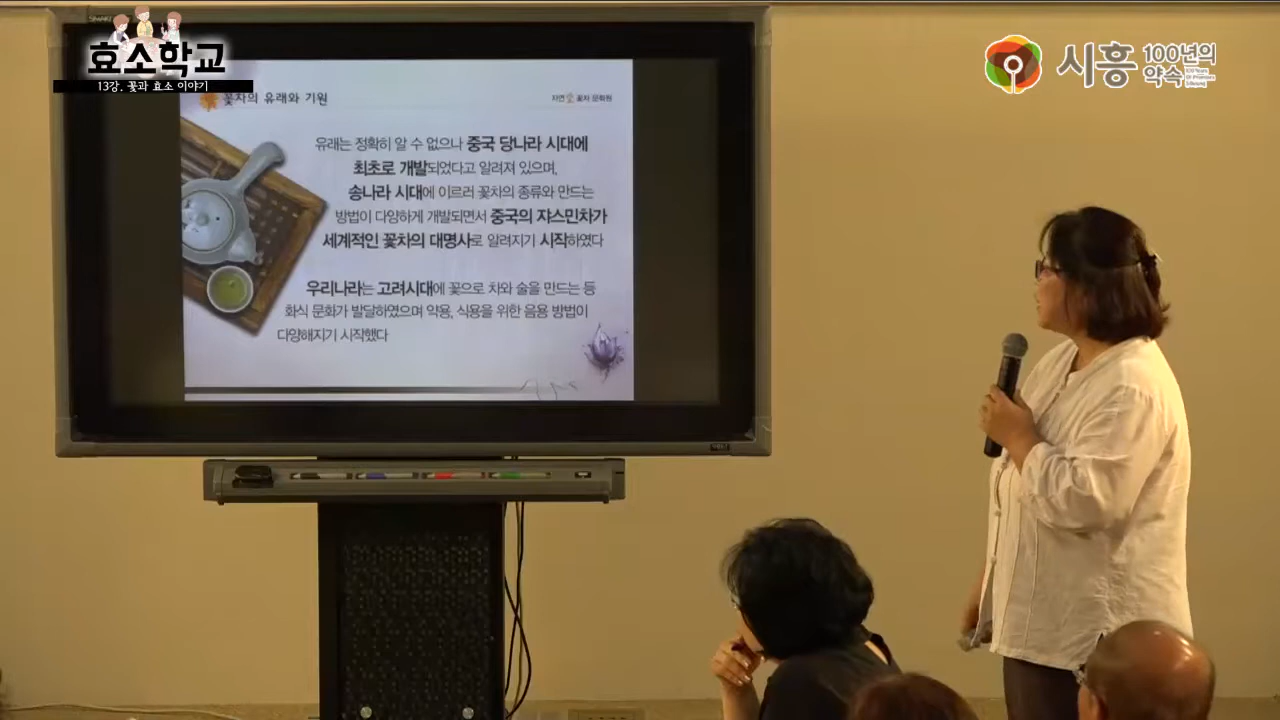 SMART
효소학교
13강. 꽃과 효소 이야기
시흥
100년의
약속
꽃차의 유래와 기원
자연 꽃차 문화원
유래는 정확히 알 수 없으나 중국 당나라 시대에
최초로 개발되었다고 알려져 있으며,
송나라 시대에 이르러 꽃차의 종류와 만드는
방법이 다양하게 개발되면서 중국의 쟈스민차가
세계적인 꽃차의 대명사로 알려지기 시작하였다
우리나라는 고려시대에 꽃으로 차와 술을 만드는 등
화식 문화가 발달하였으며 약용, 식용을 위한 음용 방법이
다양해지기 시작했다